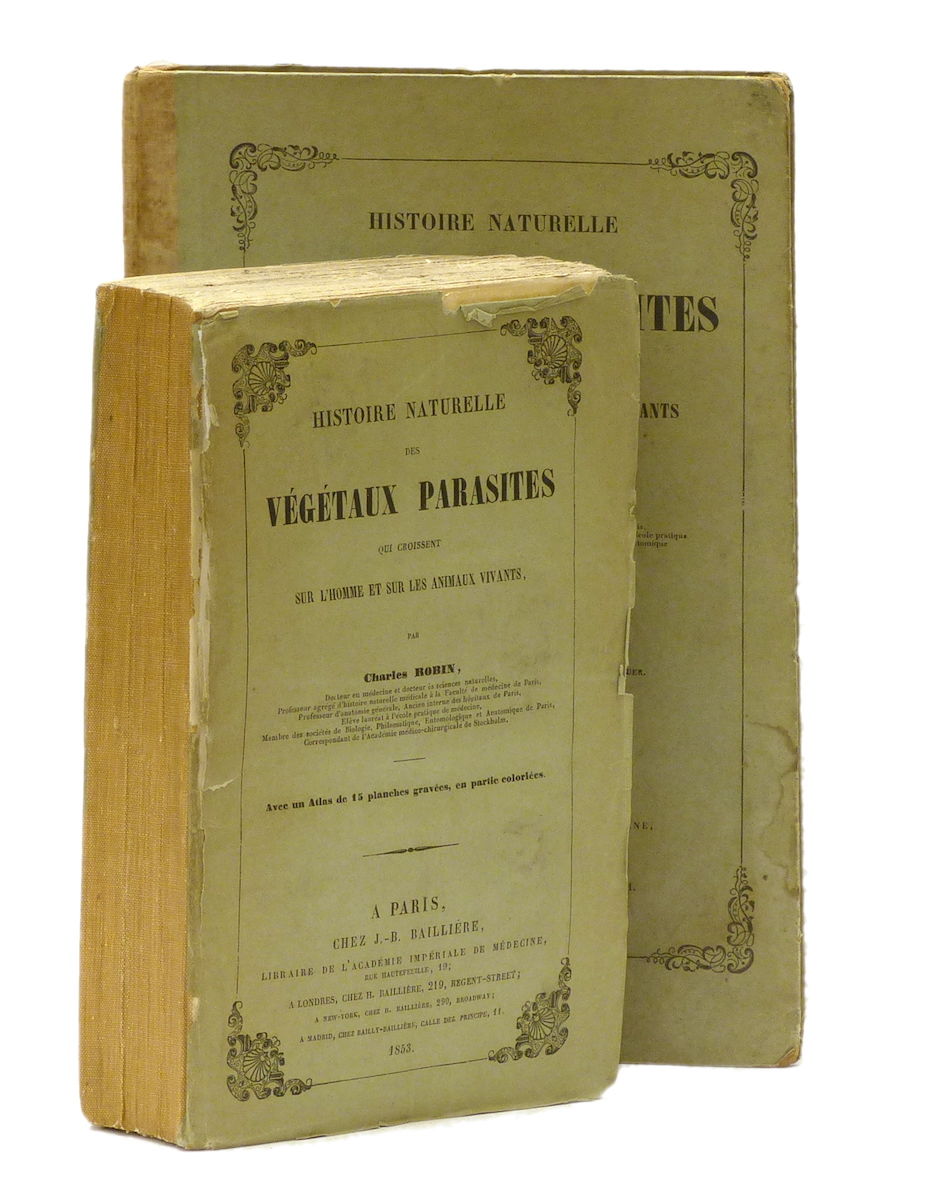 HISTOIRE NATURELLE
ANTS
HISTOIRE NATURELLE
DES
VÉGÉTAUX PARASITES
QUI CROISSENT
SUR L'HOMME ET SUR LES ANIMAUX VIVANTS,
PAR
Charles ROBIN,
Docteur en médecine et docteur ès sciences naturelles,
Professeur agrégé d'histoire naturelle médicale à la Faculté de médecine de Paris,
Professeur d'anatomie générale, Ancien interne des hôpitaux de Paris,
Elève lauréat à l'école pratique de médecine,
Membre des sociétés de Biologie, Philomatique, Entomologique et Anatomique de Paris,
Correspondant de l'Académie médico-chirurgicale de Stockholm.
Avec un Atlas de 15 planches gravées, en partie coloriées.
A PARIS,
CHEZ J.-B. BAILLIÈRE,
LIBRAIRE DE L'ACADÉMIE IMPÉRIALE DE MÉDECINE,
RUE HAUTEFEUILLE, 19;
A LONDRES, CHEZ H. BAILLIÈRE, 219, REGENT-STREET;
A NEW-YORK, CHEZ H. BAILLIÈRE, 290, BROADWAY;
A MADRID, CHEZ BAILLY-BAILLIÈRE, CALLE DEL PRINCIPE, 11.
1853.